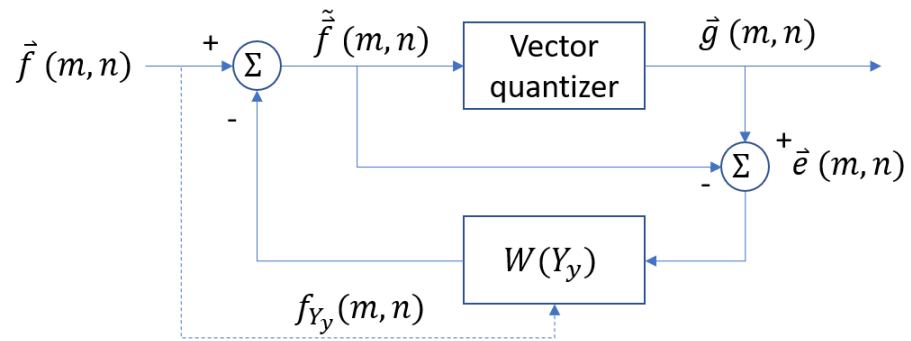 f⃗ (m, n)
+
Σ
-
f̃⃗ (m, n)
Vector
quantizer
g⃗ (m, n)
+
Σ
-
e⃗ (m, n)
W(Y_y)
f_{Y_y}(m, n)